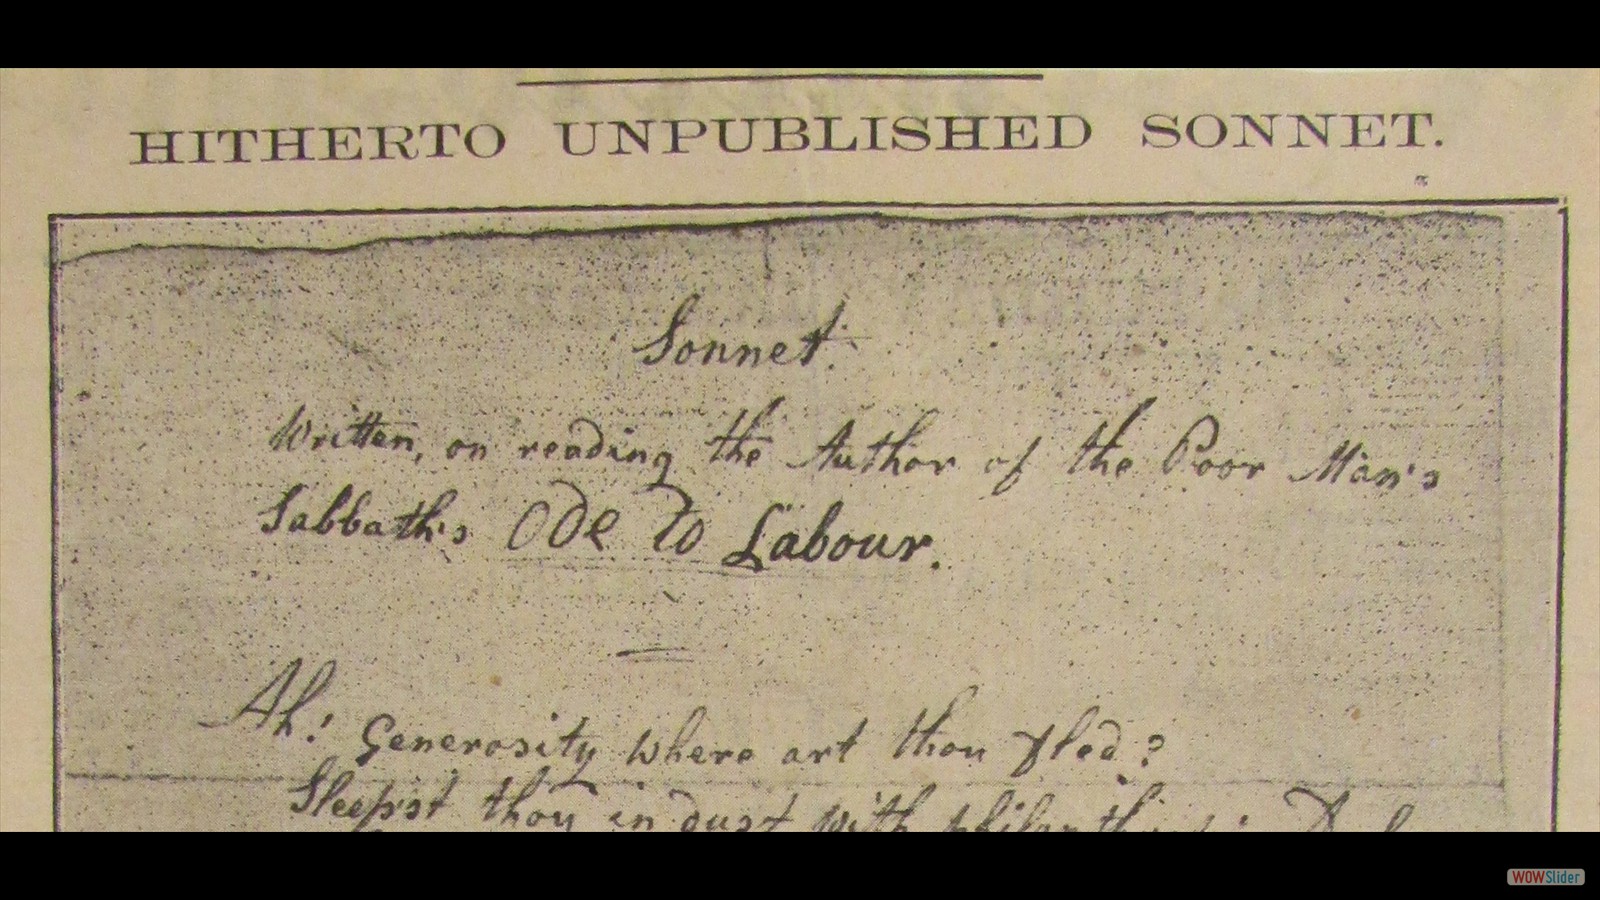 HITHERTO UNPUBLISHED SONNET.
Sonnet.
Written, on reading the Author of the Poor Man's
Sabbath's Ode to Labour.
Ah! Generosity where art thou fled?
Sleep'st thou in dust with
WOWSlider